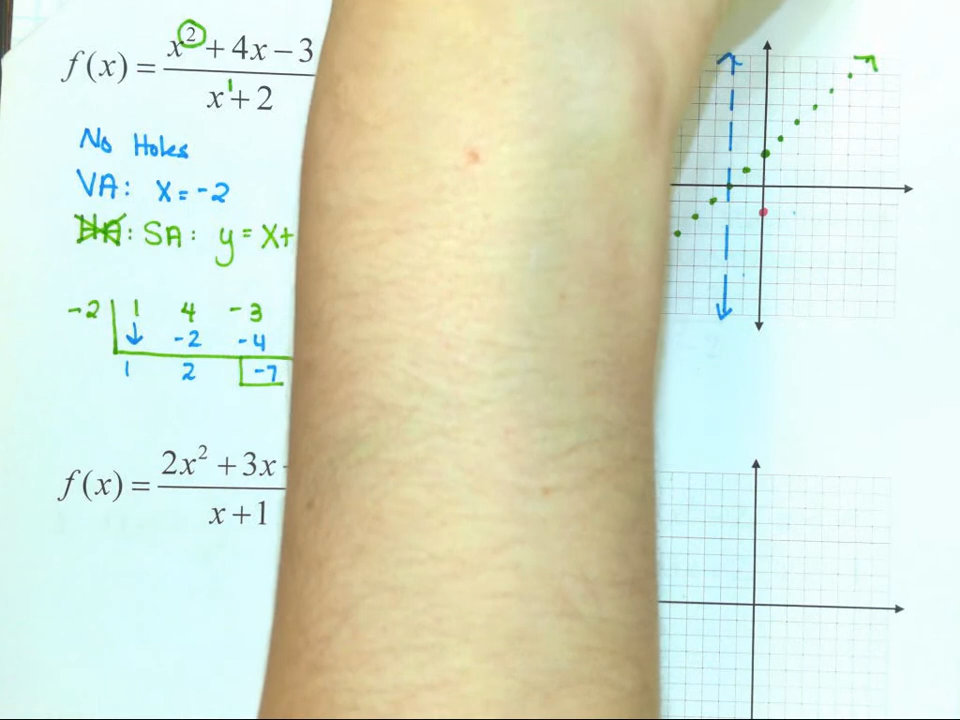 f(x) = x² + 4x − 3 / x¹ + 2
No Holes
VA: x = -2
HA: SA: y = x+
-2 | 1 4 -3
↓ -2 -4
1 2 -7
f(x) = 2x² + 3x - / x + 1